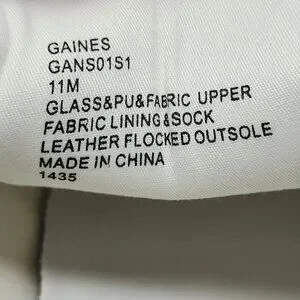 GAINES
GANS01S1
11M
GLASS&PU&FABRIC UPPER
FABRIC LINING&SOCK
LEATHER FLOCKED OUTSOLE
MADE IN CHINA
1435